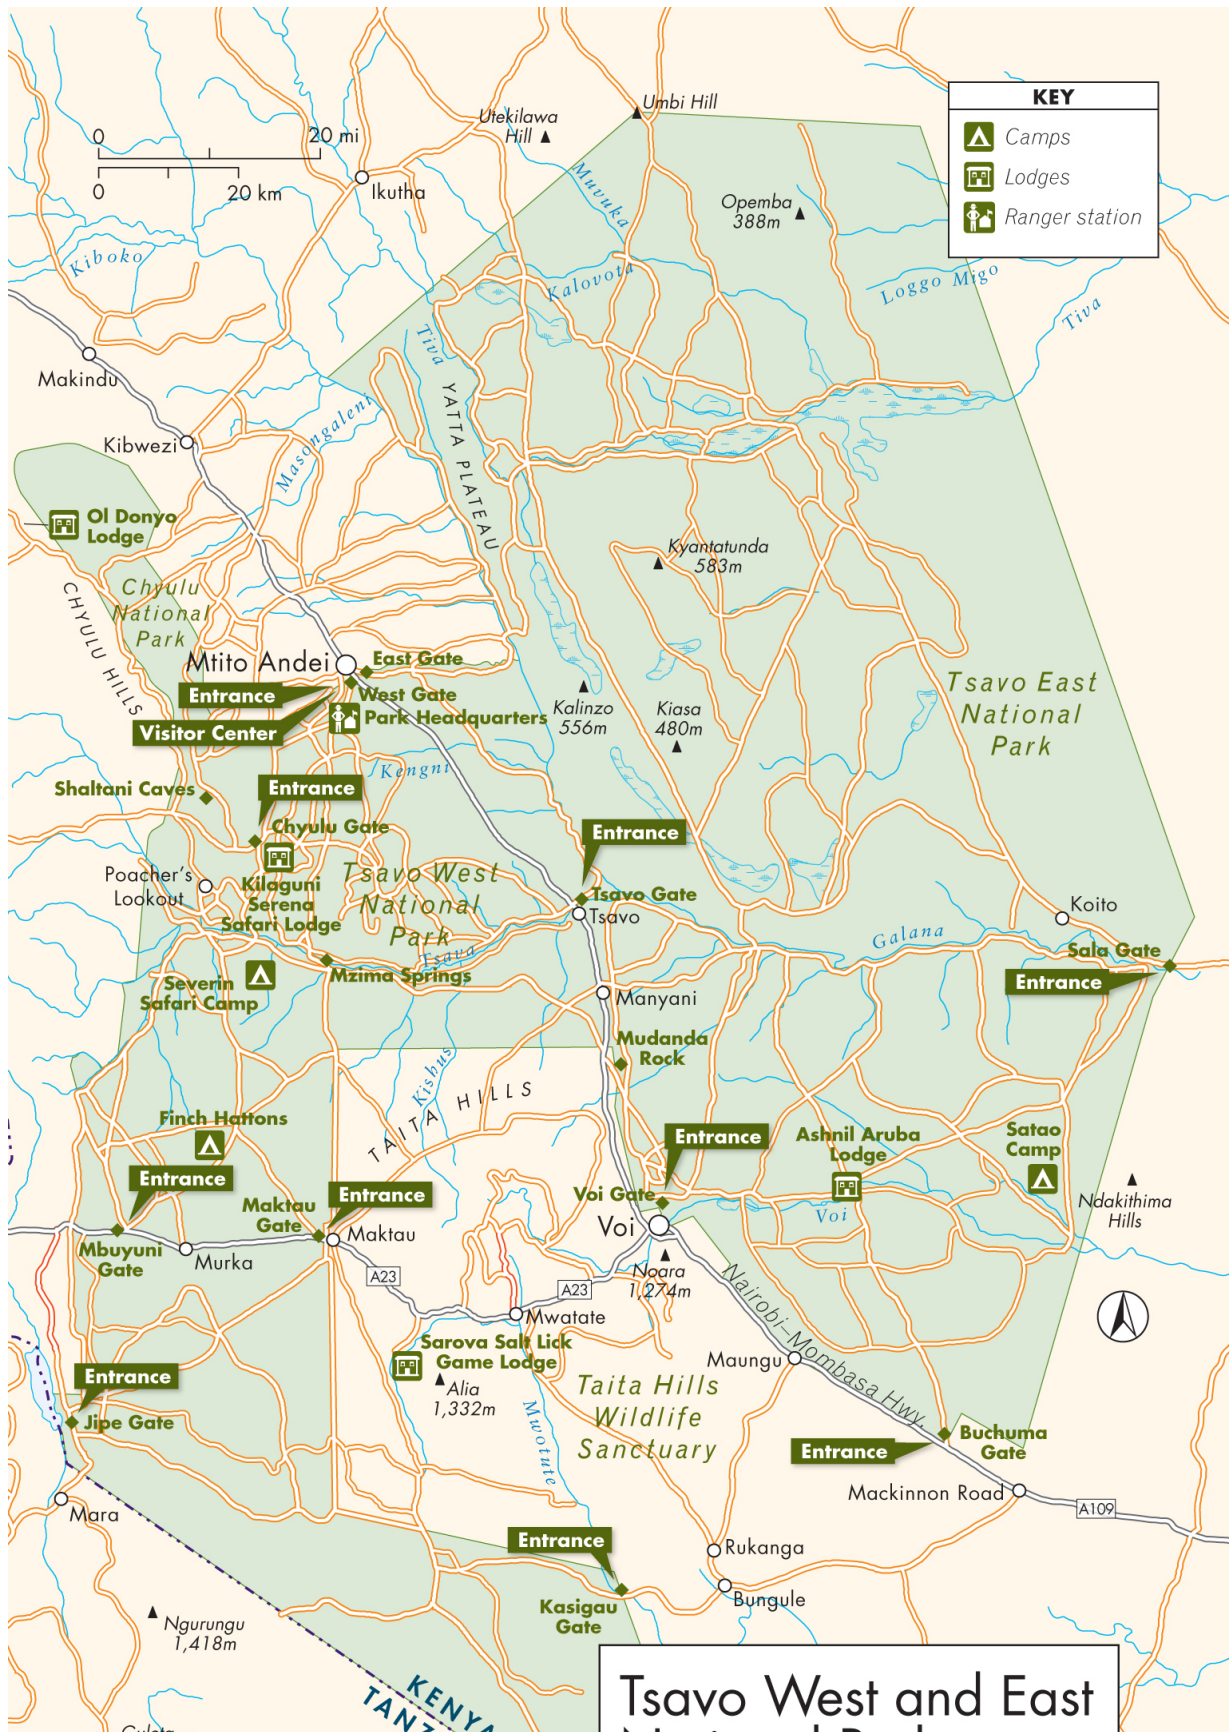 Umbi Hill
Utekilawa
Hill
KEY
Camps
Lodges
Ranger station
0
20 mi
0
20 km
Ikutha
Muvuka
Opemba
388m
Kiboko
Kalovota
Loggo Migo
Tiva
Tiva
Makindu
YATTA PLATEAU
Masongaleni
Kibwezi
Ol Donyo
Lodge
Kyantatunda
583m
CHYULU HILLS
Chyulu
National
Park
Mtito Andei
East Gate
Entrance
West Gate
Visitor Center
Park Headquarters
Kalinzo
556m
Kiasa
480m
Tsavo East
National
Park
Kengni
Shaltani Caves
Entrance
Chyulu Gate
Entrance
Poacher's
Lookout
Kilaguni
Serena
Safari Lodge
Tsavo West
National
Park
Tsavo Gate
Tsavo
Koito
Galana
Sala Gate
Entrance
Tsava
Mzima Springs
Severin
Safari Camp
Manyani
Mudanda
Rock
Kishus
TAITA HILLS
Finch Hattons
Entrance
Ashnil Aruba
Lodge
Satao
Camp
Entrance
Maktau
Gate
Entrance
Voi Gate
Voi
Voi
Ndakithima
Hills
Mbuyuni
Gate
Murka
Maktau
A23
A23
Noara
1,274m
Mwatate
Nairobi–Mombasa Hwy.
Sarova Salt Lick
Game Lodge
Alia
1,332m
Maungu
Entrance
Jipe Gate
Taita Hills
Wildlife
Sanctuary
Mwotute
Buchuma
Gate
Entrance
Mackinnon Road
A109
Mara
Entrance
Rukanga
Bungule
Kasigau
Gate
Ngurungu
1,418m
KENYA
TANZ
Tsavo West and East